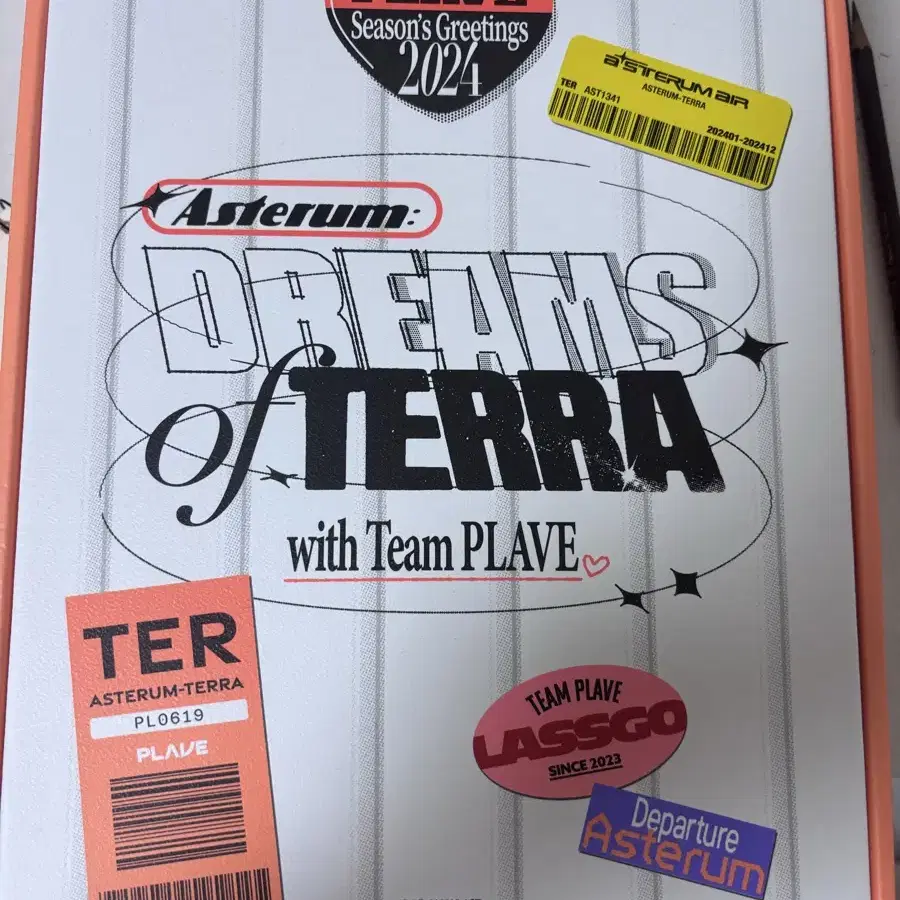 PLAVE
Season's Greetings
2024
asterum air
TER AST1341
ASTERUM-TERRA
202401-202412
Asterum:
DREAMS
of TERRA
with Team PLAVE
TER
ASTERUM-TERRA
PL0619
PLAVE
TEAM PLAVE
LASSGO
SINCE 2023
Departure
Asterum